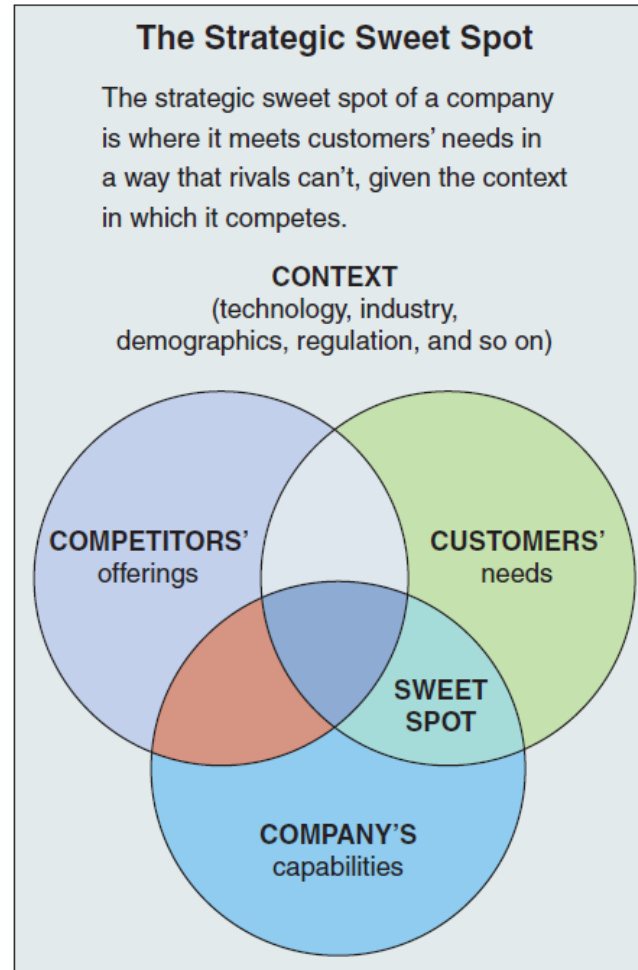 The Strategic Sweet Spot
The strategic sweet spot of a company
is where it meets customers’ needs in
a way that rivals can’t, given the context
in which it competes.
CONTEXT
(technology, industry,
demographics, regulation, and so on)
COMPETITORS’
offerings
CUSTOMERS’
needs
SWEET
SPOT
COMPANY’S
capabilities